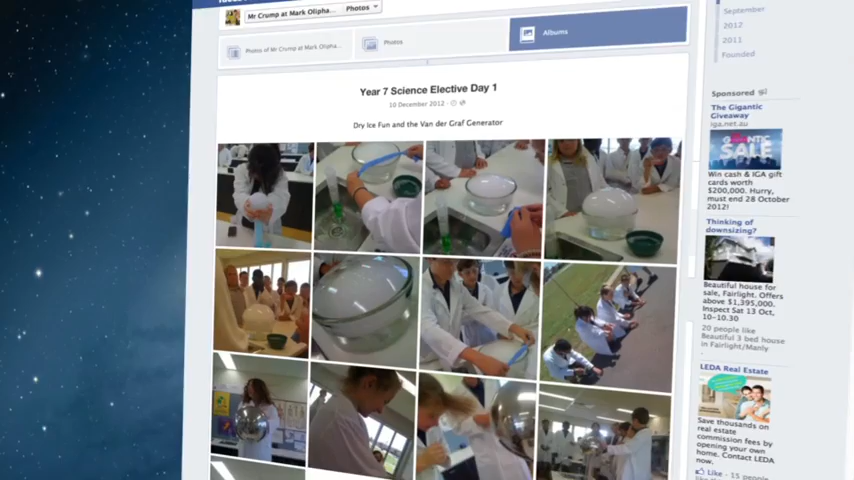 Mr Crump at Mark Olipha...
Photos
Photos of Mr Crump at Mark Olipha...
Photos
Albums
Year 7 Science Elective Day 1
10 December 2012
Dry Ice Fun and the Van der Graf Generator
September
2012
2011
Founded
Sponsored
The Gigantic
Giveaway
iga.net.au
GIGANTIC
SALE
Win cash & IGA gift
cards worth
$200,000. Hurry,
must end 28 October
2012!
Thinking of
downsizing?
Beautiful house for
sale, Fairlight. Offers
above $1,395,000.
Inspect Sat 13 Oct,
10-10.30
20 people like
Beautiful 3 bed house
in Fairlight/Manly
LEDA Real Estate
Save thousands on
real estate
commission fees by
opening your own
home. Contact LEDA
now.
Like · 15 people